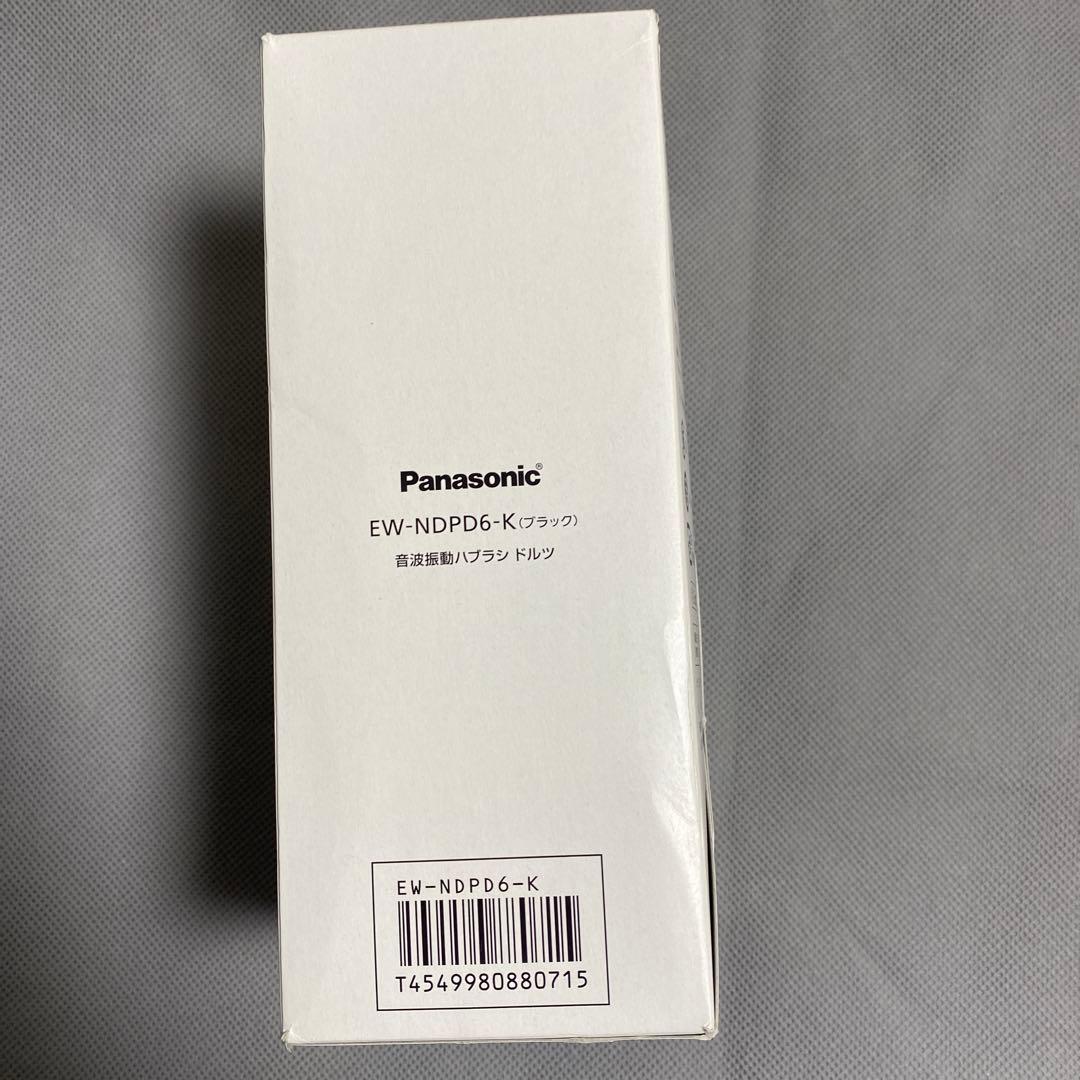 Panasonic®
EW-NDPD6-K(ブラック)
音波振動ハブラシ ドルツ
EW-NDPD6-K
T4549980880715